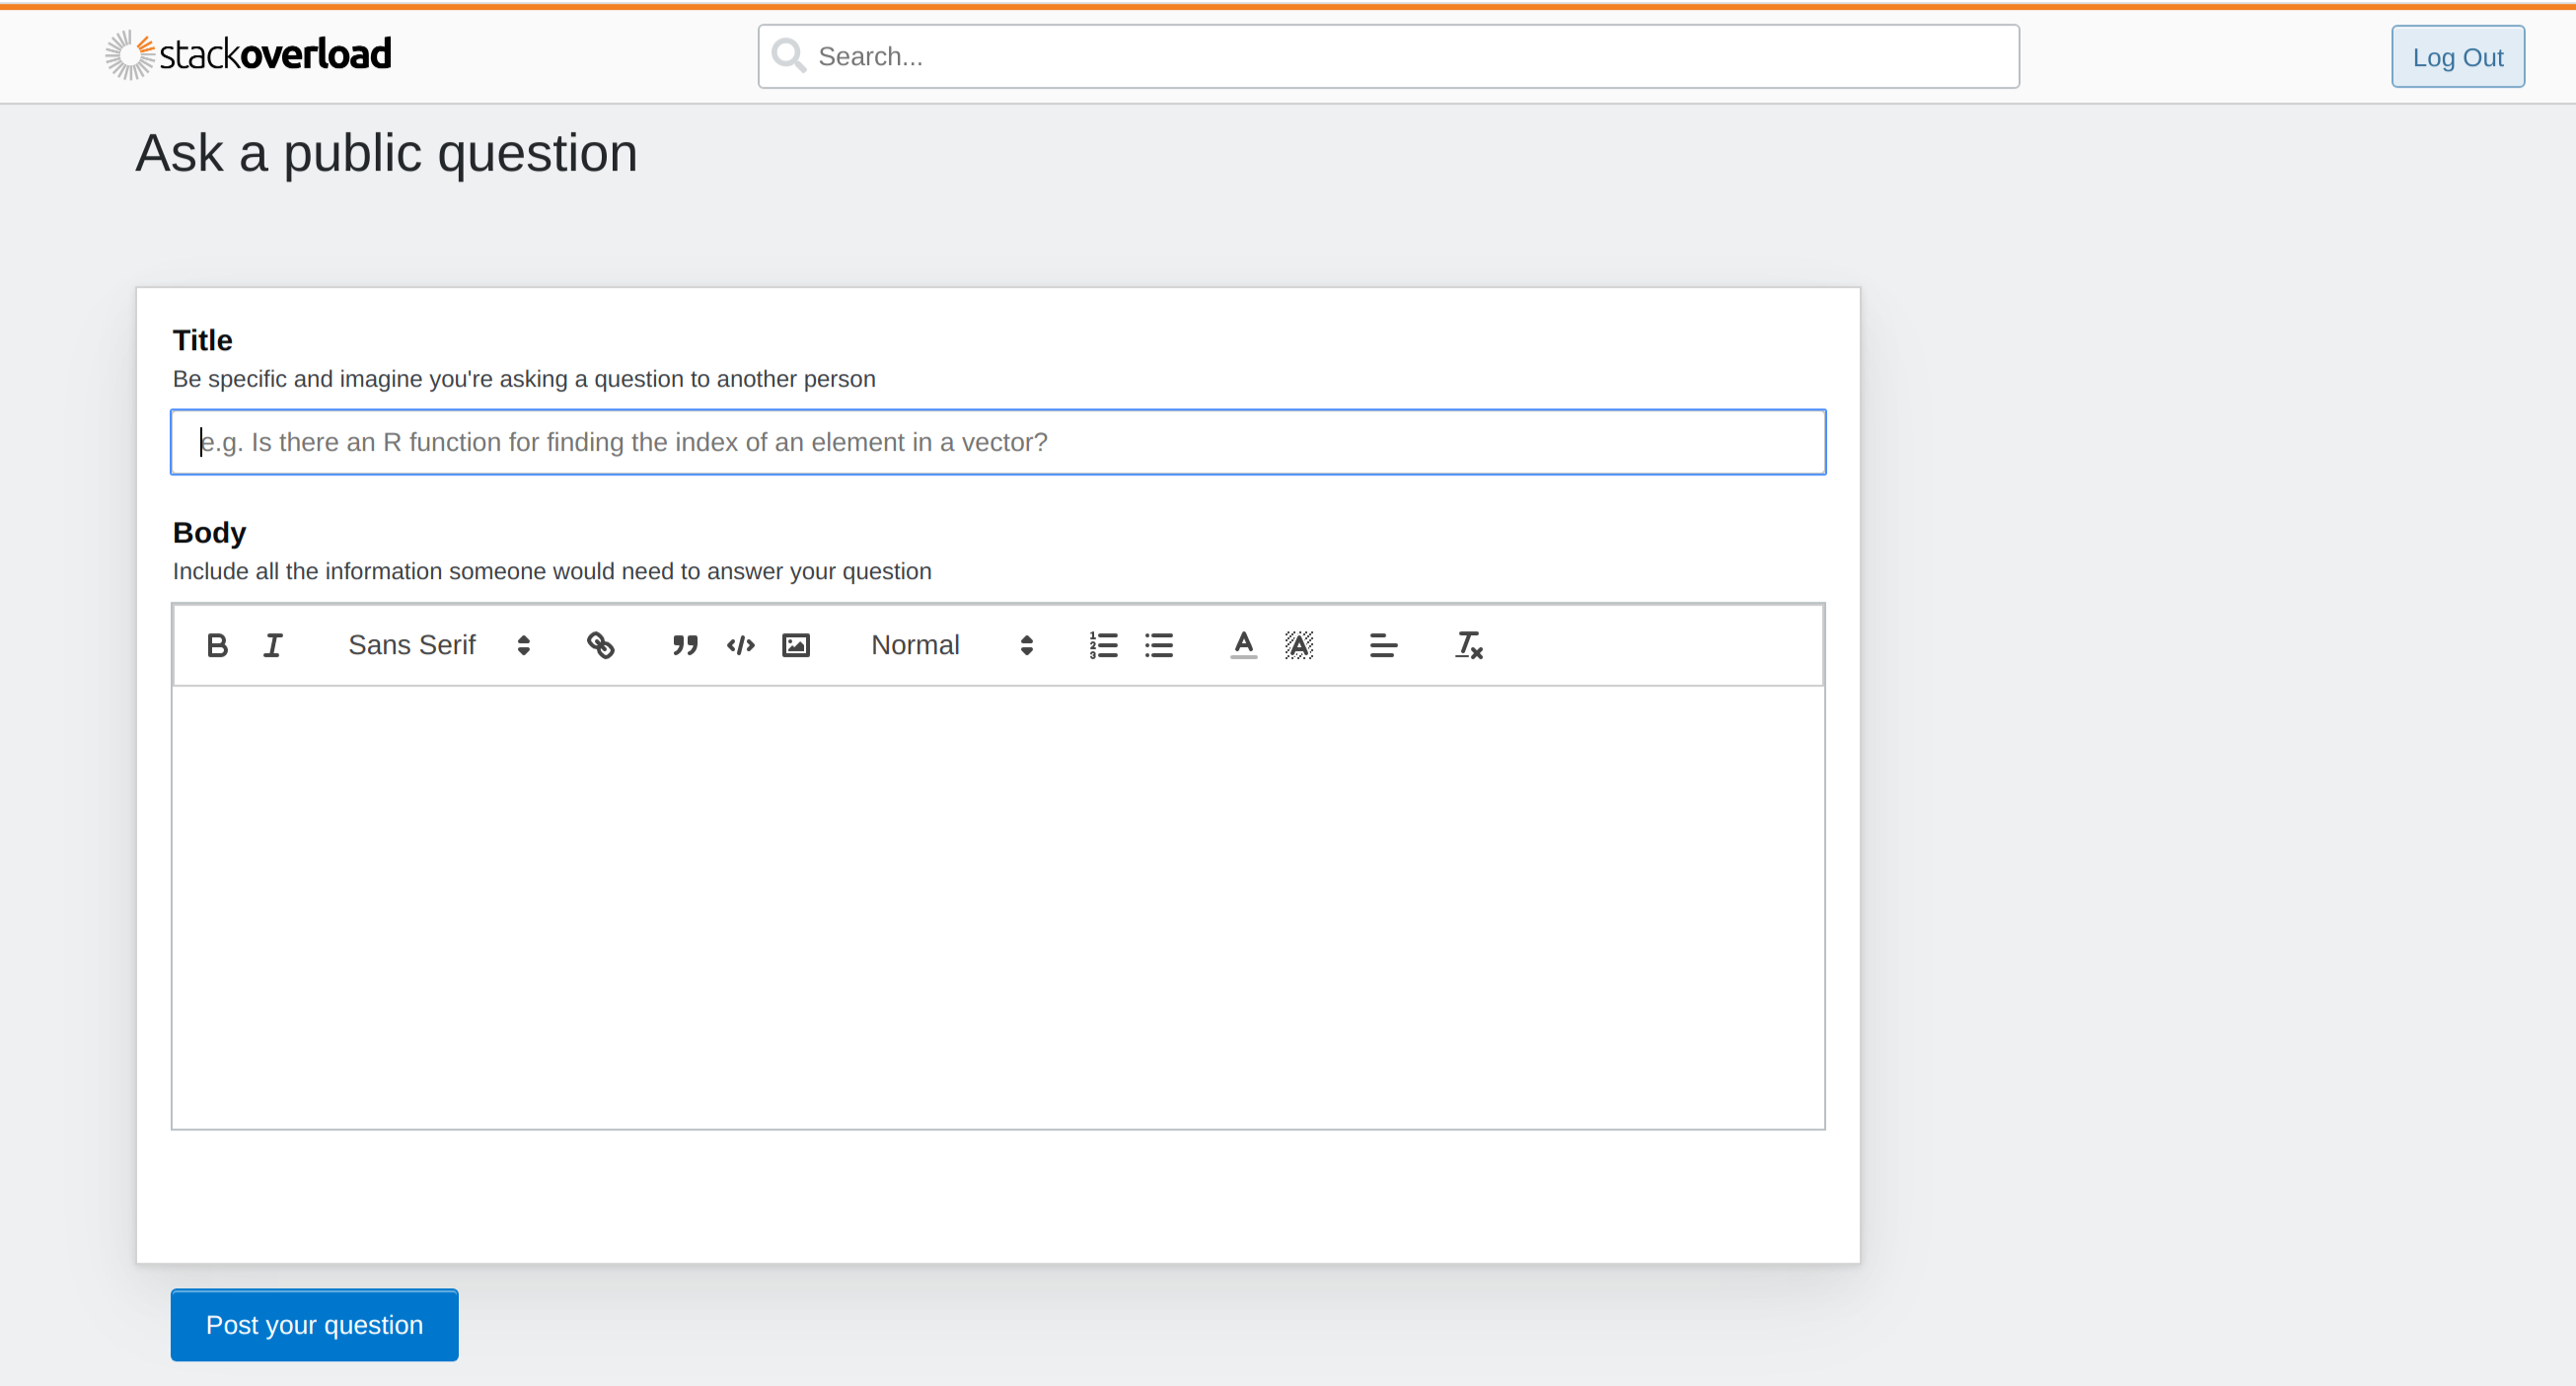 stackoverload
Search...
Log Out
Ask a public question
Title
Be specific and imagine you're asking a question to another person
e.g. Is there an R function for finding the index of an element in a vector?
Body
Include all the information someone would need to answer your question
B I Sans Serif Normal A A
Post your question